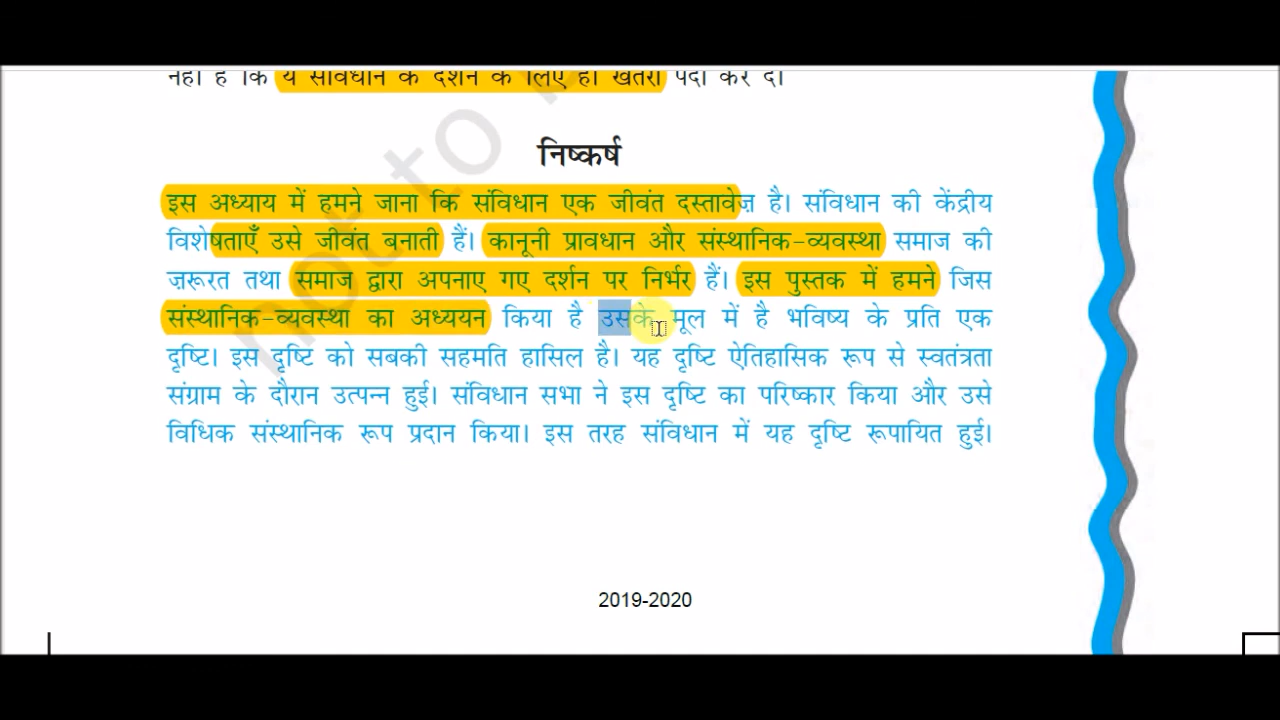 नहीं है कि ये संविधान के दर्शन के लिए ही खतरा पैदा कर दें
निष्कर्ष
इस अध्याय में हमने जाना कि संविधान एक जीवंत दस्तावेज़ है। संविधान की केंद्रीय
विशेषताएँ उसे जीवंत बनाती हैं। कानूनी प्रावधान और संस्थानिक-व्यवस्था समाज की
ज़रूरत तथा समाज द्वारा अपनाए गए दर्शन पर निर्भर हैं। इस पुस्तक में हमने जिस
संस्थानिक-व्यवस्था का अध्ययन किया है उसके मूल में है भविष्य के प्रति एक
दृष्टि। इस दृष्टि को सबकी सहमति हासिल है। यह दृष्टि ऐतिहासिक रूप से स्वतंत्रता
संग्राम के दौरान उत्पन्न हुई। संविधान सभा ने इस दृष्टि का परिष्कार किया और उसे
विधिक संस्थानिक रूप प्रदान किया। इस तरह संविधान में यह दृष्टि रूपायित हुई।
not to
2019-2020